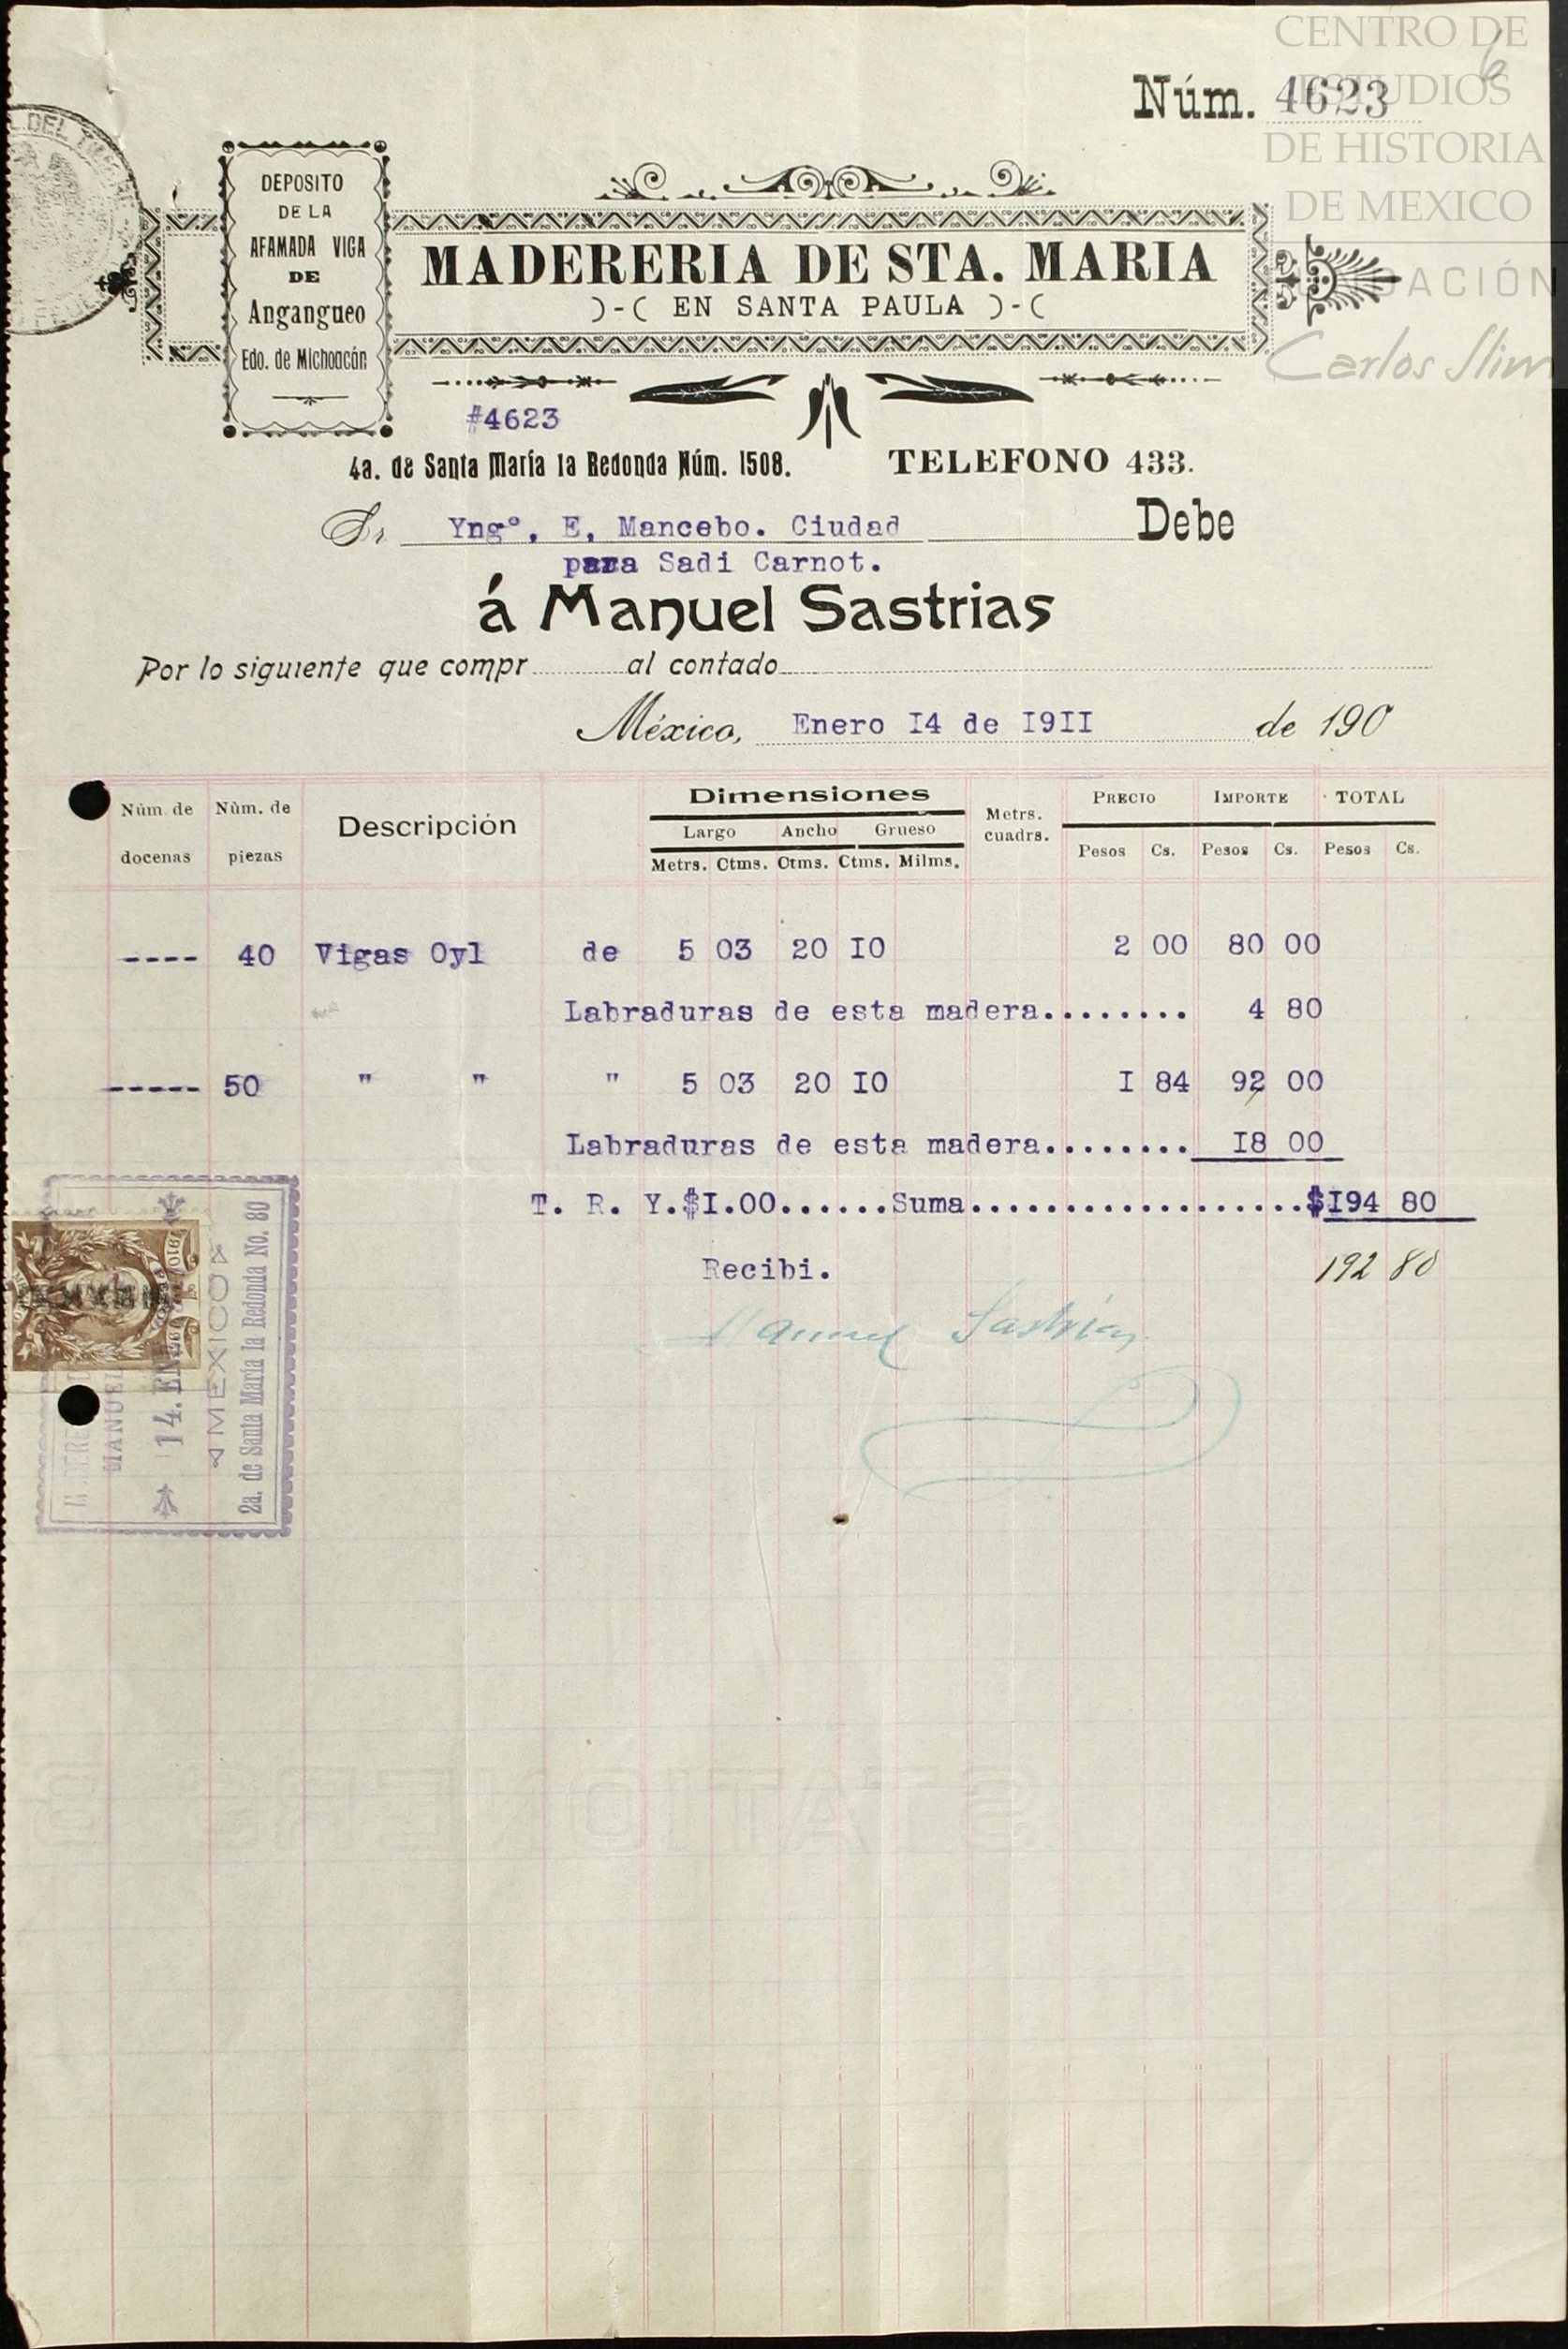 CENTRO DE
ESTUDIOS
DE HISTORIA
DE MEXICO
Carlos Slim
6
Núm. 4623
DEPOSITO
DE LA
AFAMADA VIGA
DE
Angangueo
Edo. de Michoacán
MADERERIA DE STA. MARIA
)-( EN SANTA PAULA )-(
#4623
4a. de Santa María la Redonda Núm. 1508. TELEFONO 433.
Sr Yngº, E, Mancebo. Ciudad Debe
para Sadi Carnot.
á Manuel Sastrias
Por lo siguiente que compr al contado
México, Enero I4 de I9II de 190
Núm. de docenas Núm. de piezas Descripción Dimensiones Metrs. cuadrs. PRECIO IMPORTE TOTAL
Largo Ancho Grueso
Metrs. Ctms. Ctms. Ctms. Milms. Pesos Cs. Pesos Cs. Pesos Cs.
---- 40 Vigas Oyl de 5 03 20 I0 2 00 80 00
Labraduras de esta madera........ 4 80
----- 50 " " " 5 03 20 I0 I 84 92 00
Labraduras de esta madera........ I8 00
T. R. Y.$I.00......Suma...................$I94 80
Recibi. 192 80
Manuel Sastrías
MANUEL
14. ENE
MEXICO
2a. de Santa María la Redonda No. 80